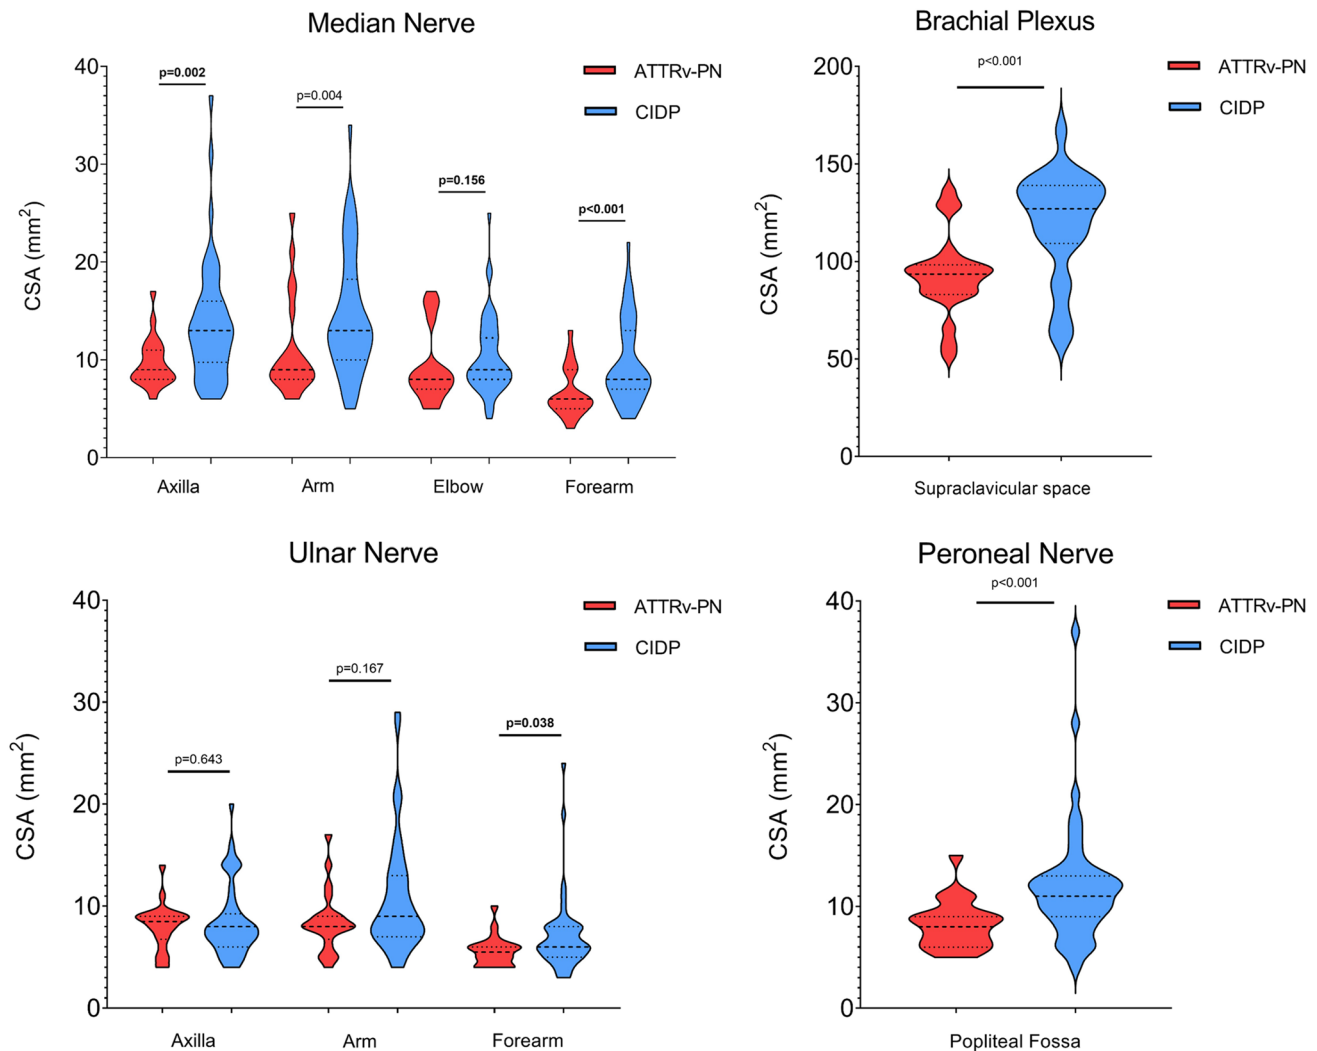 Median Nerve
ATTRv-PN
CIDP
p=0.002
p=0.004
p=0.156
p<0.001
CSA (mm2)
40
30
20
10
0
Axilla
Arm
Elbow
Forearm
Brachial Plexus
p<0.001
ATTRv-PN
CIDP
CSA (mm2)
200
150
100
50
0
Supraclavicular space
Ulnar Nerve
ATTRv-PN
CIDP
p=0.643
p=0.167
p=0.038
CSA (mm2)
40
30
20
10
0
Axilla
Arm
Forearm
Peroneal Nerve
p<0.001
ATTRv-PN
CIDP
CSA (mm2)
40
30
20
10
0
Popliteal Fossa